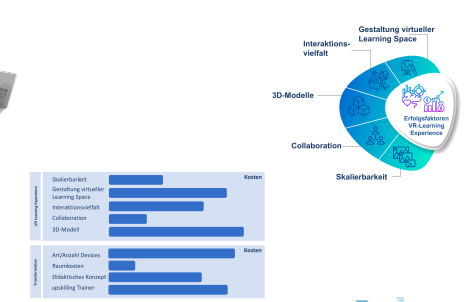 Gestaltung virtueller
Learning Space
Interaktions-
vielfalt
3D-Modelle
Collaboration
Skalierbarkeit
Erfolgsfaktoren
VR-Learning
Experience
VR Learning Experience
Kosten
Skalierbarkeit
Gestaltung virtueller
Learning Space
Interaktionsvielfalt
Collaboration
3D-Modell
Transformation
Kosten
Art/Anzahl Devices
Raumkosten
Didaktisches Konzept
upskilling Trainer